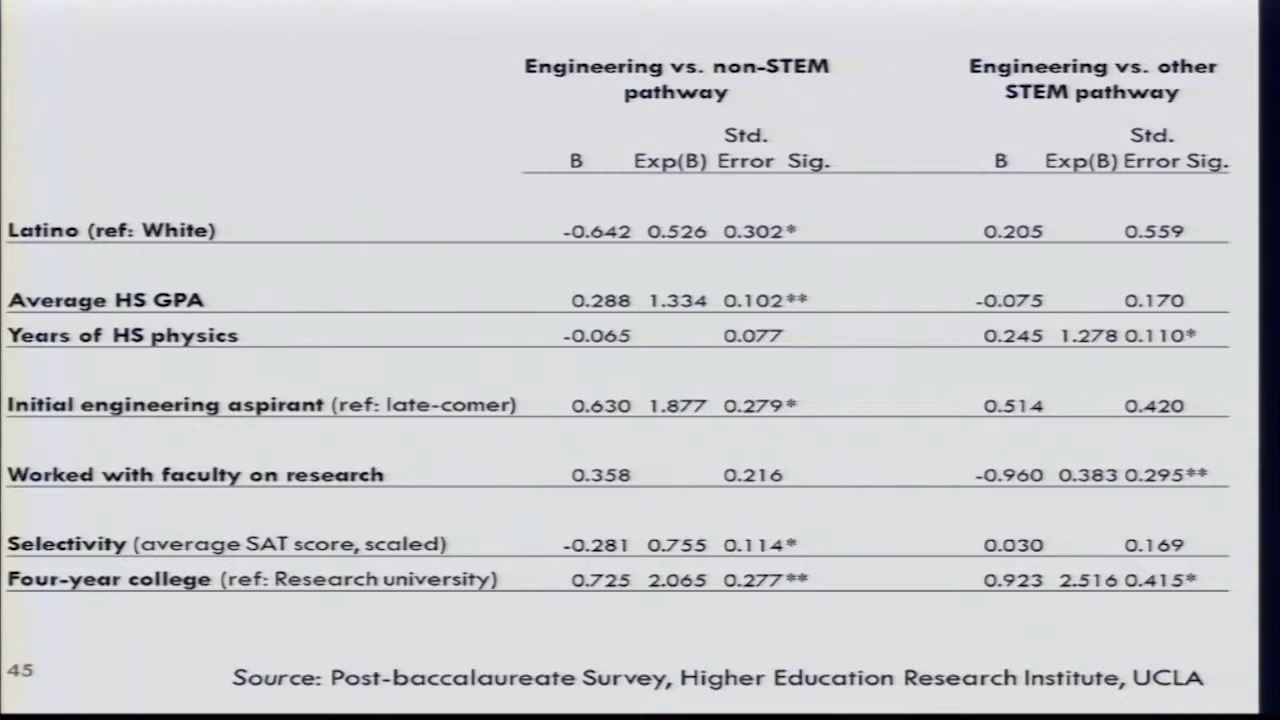 Engineering vs. non-STEM pathway Engineering vs. other STEM pathway
B Exp(B) Std. Error Sig. B Exp(B) Std. Error Sig.
Latino (ref: White) -0.642 0.526 0.302* 0.205 0.559
Average HS GPA 0.288 1.334 0.102** -0.075 0.170
Years of HS physics -0.065 0.077 0.245 1.278 0.110*
Initial engineering aspirant (ref: late-comer) 0.630 1.877 0.279* 0.514 0.420
Worked with faculty on research 0.358 0.216 -0.960 0.383 0.295**
Selectivity (average SAT score, scaled) -0.281 0.755 0.114* 0.030 0.169
Four-year college (ref: Research university) 0.725 2.065 0.277** 0.923 2.516 0.415*
45
Source: Post-baccalaureate Survey, Higher Education Research Institute, UCLA